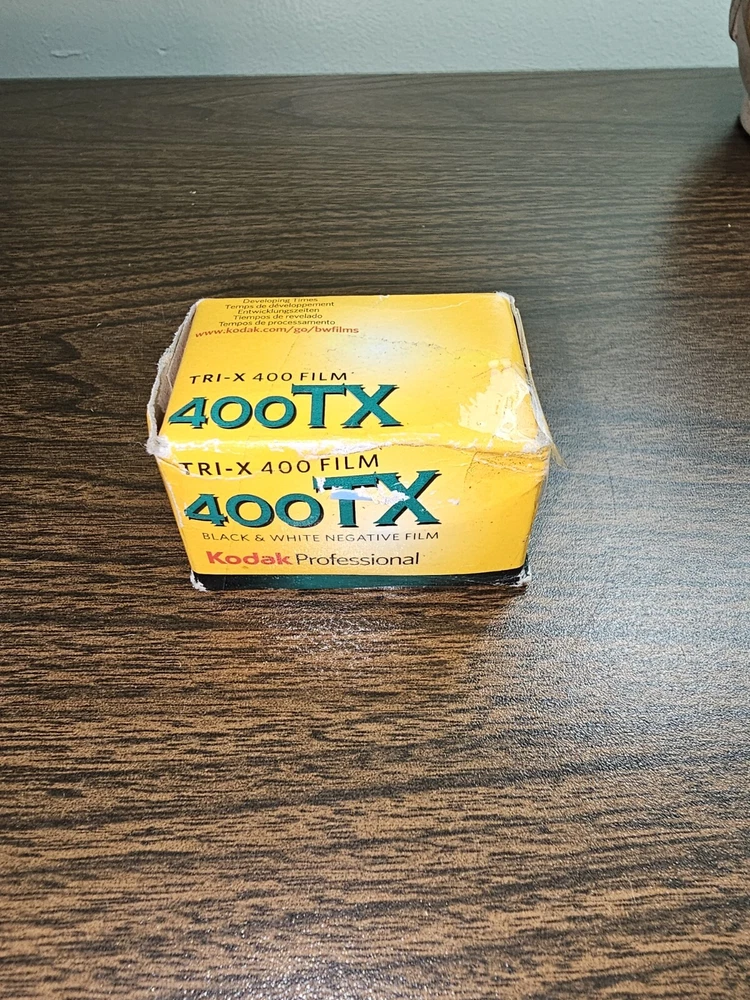 Developing Times
Temps de développement
Entwicklungszeiten
Tiempos de revelado
Tempos de processamento
www.kodak.com/go/bwfilms
TRI-X 400 FILM
400TX
TRI-X 400 FILM
400TX
BLACK & WHITE NEGATIVE FILM
Kodak Professional